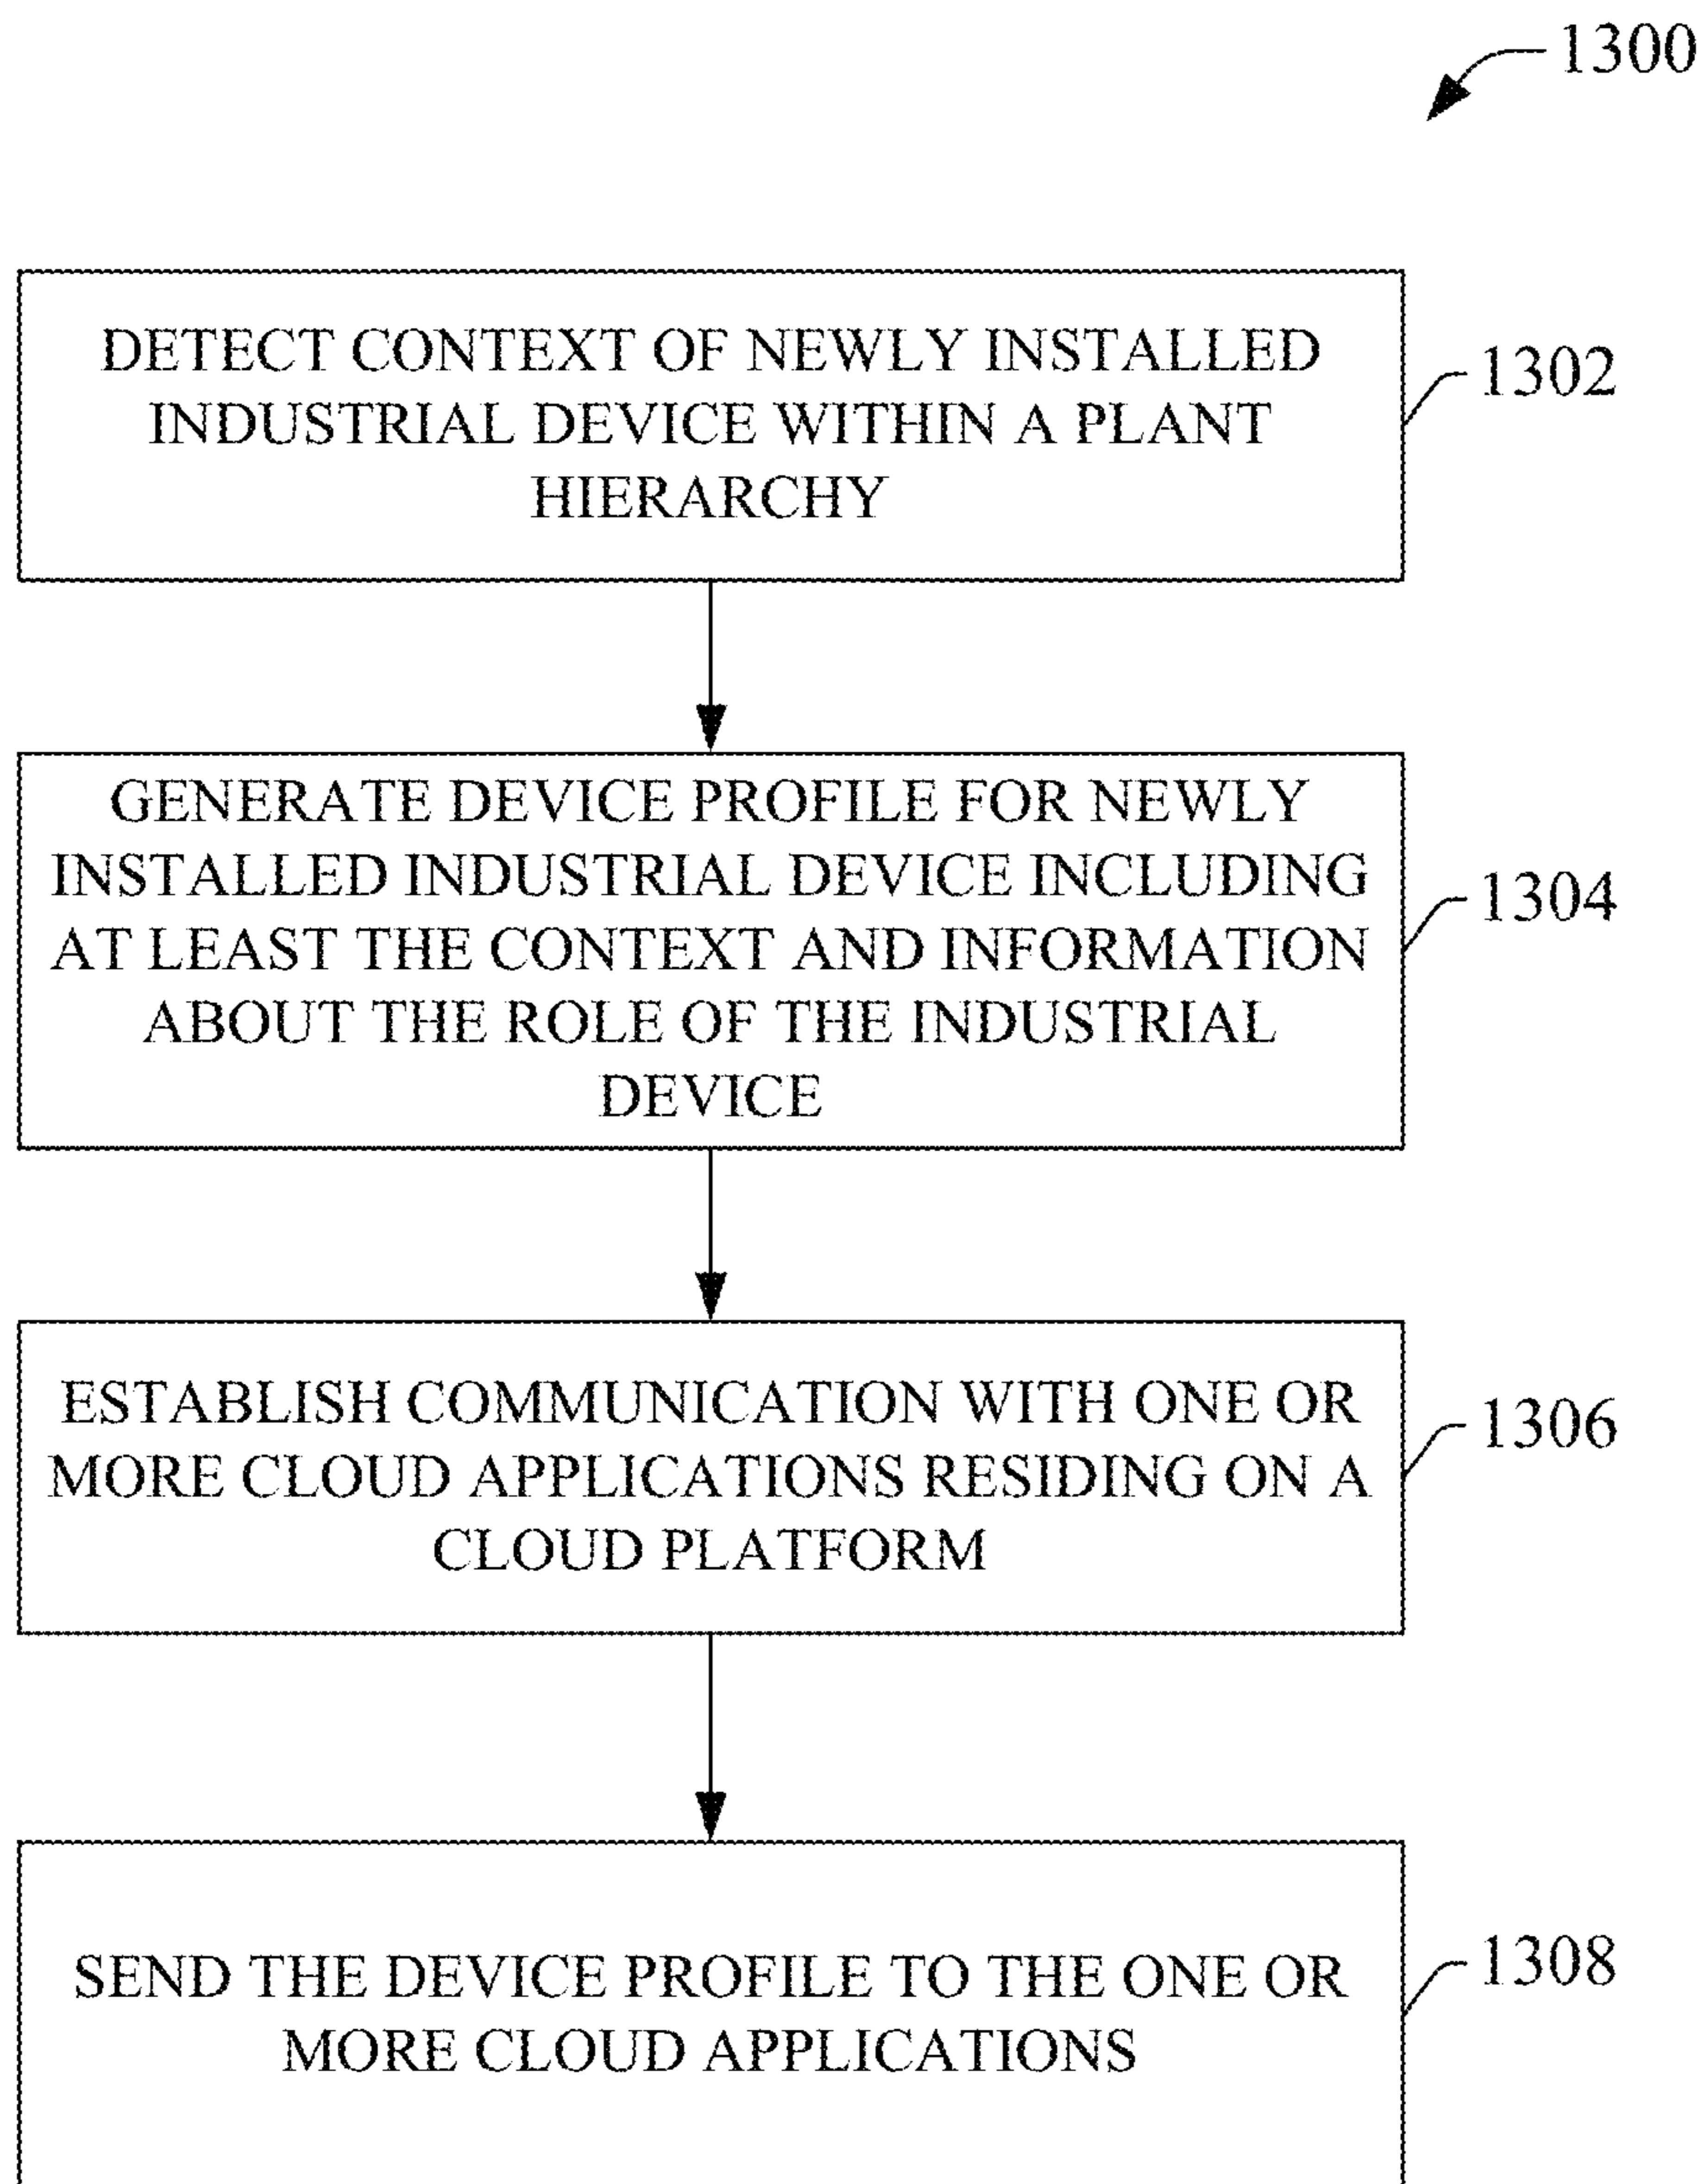 1300
DETECT CONTEXT OF NEWLY INSTALLED
INDUSTRIAL DEVICE WITHIN A PLANT
HIERARCHY
1302
GENERATE DEVICE PROFILE FOR NEWLY
INSTALLED INDUSTRIAL DEVICE INCLUDING
AT LEAST THE CONTEXT AND INFORMATION
ABOUT THE ROLE OF THE INDUSTRIAL
DEVICE
1304
ESTABLISH COMMUNICATION WITH ONE OR
MORE CLOUD APPLICATIONS RESIDING ON A
CLOUD PLATFORM
1306
SEND THE DEVICE PROFILE TO THE ONE OR
MORE CLOUD APPLICATIONS
1308